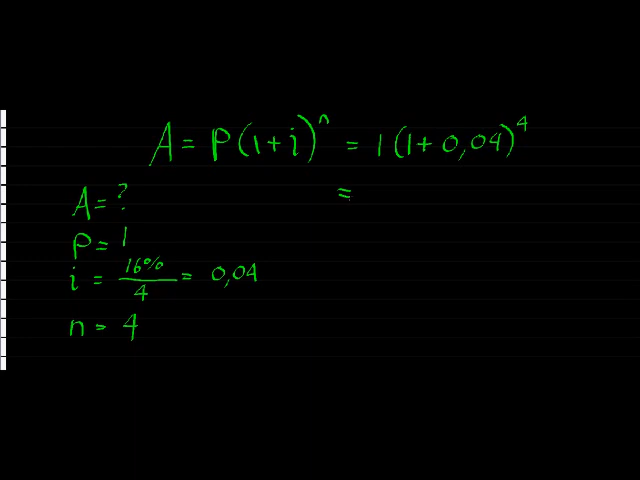 A = P(1+i)^n = 1(1+0,04)^4
=
A = ?
P = 1
i = 16%/4 = 0,04
n = 4